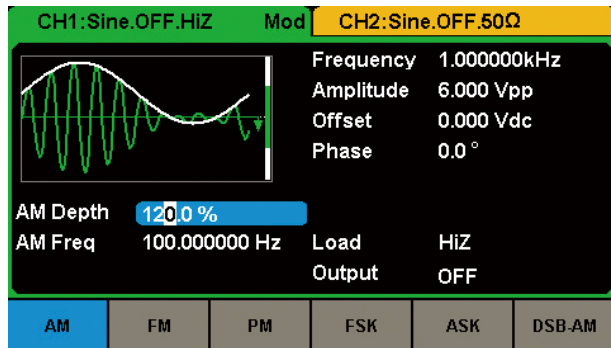 CH1:Sine.OFF.HiZ Mod CH2:Sine.OFF.50Ω
Frequency 1.000000kHz
Amplitude 6.000 Vpp
Offset 0.000 Vdc
Phase 0.0 °
AM Depth 120.0 %
AM Freq 100.000000 Hz Load HiZ
Output OFF
AM FM PM FSK ASK DSB-AM